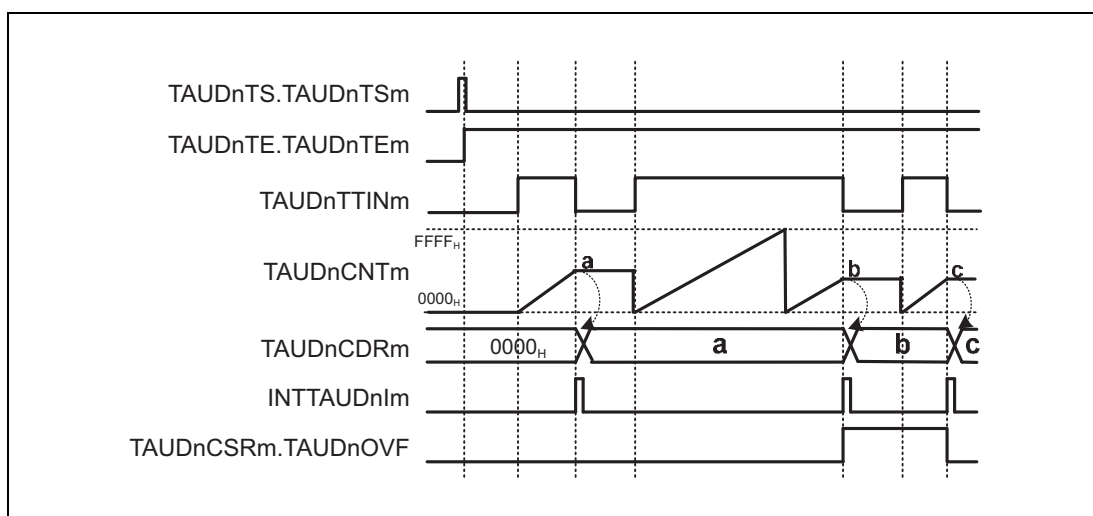 TAUDnTS.TAUDnTSm
TAUDnTE.TAUDnTEm
TAUDnTTINm
FFFFH
TAUDnCNTm
a
b
c
0000H
TAUDnCDRm
0000H
a
b
c
INTTAUDnIm
TAUDnCSRm.TAUDnOVF